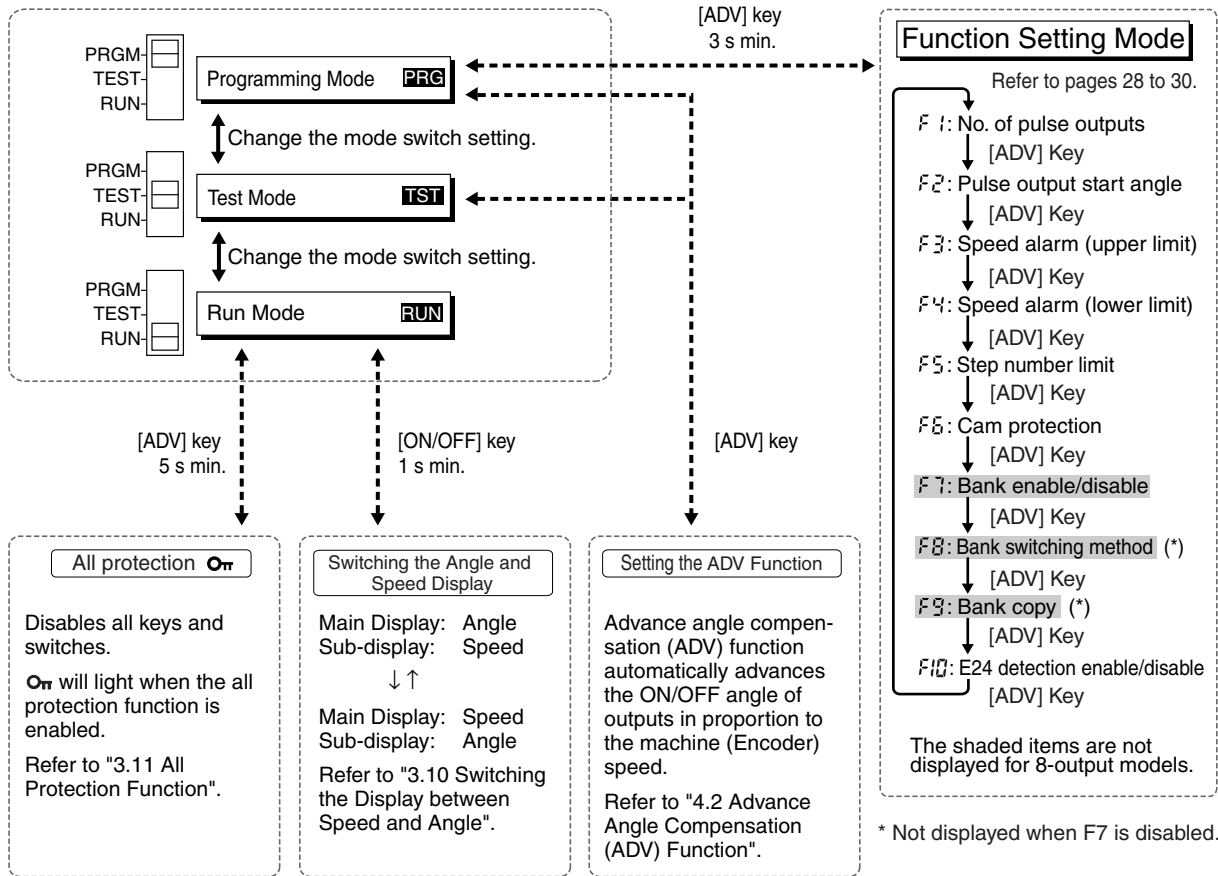 PRGM
TEST
RUN
Programming Mode PRG
Change the mode switch setting.
PRGM
TEST
RUN
Test Mode TST
Change the mode switch setting.
PRGM
TEST
RUN
Run Mode RUN
[ADV] key
3 s min.
[ADV] key
5 s min.
[ON/OFF] key
1 s min.
[ADV] key
All protection
Disables all keys and
switches.
will light when the all
protection function is
enabled.
Refer to "3.11 All
Protection Function".
Switching the Angle and
Speed Display
Main Display: Angle
Sub-display: Speed
↓↑
Main Display: Speed
Sub-display: Angle
Refer to "3.10 Switching
the Display between
Speed and Angle".
Setting the ADV Function
Advance angle compen-
sation (ADV) function
automatically advances
the ON/OFF angle of
outputs in proportion to
the machine (Encoder)
speed.
Refer to "4.2 Advance
Angle Compensation
(ADV) Function".
Function Setting Mode
Refer to pages 28 to 30.
F1: No. of pulse outputs
[ADV] Key
F2: Pulse output start angle
[ADV] Key
F3: Speed alarm (upper limit)
[ADV] Key
F4: Speed alarm (lower limit)
[ADV] Key
F5: Step number limit
[ADV] Key
F6: Cam protection
[ADV] Key
F7: Bank enable/disable
[ADV] Key
F8: Bank switching method (*)
[ADV] Key
F9: Bank copy (*)
[ADV] Key
F10: E24 detection enable/disable
[ADV] Key
The shaded items are not
displayed for 8-output models.
* Not displayed when F7 is disabled.